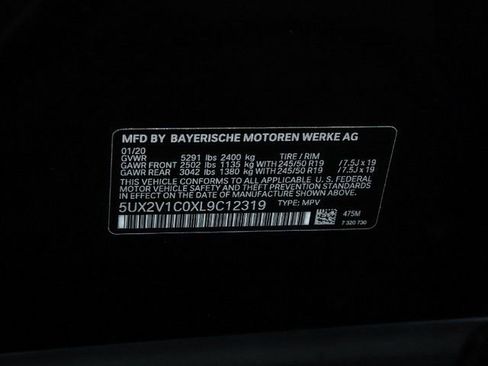 MFD BY BAYERISCHE MOTOREN WERKE AG
01/20
GVWR 5291 lbs 2400 kg TIRE / RIM
GAWR FRONT 2502 lbs 1135 kg WITH 245/50 R19 / 7.5J x 19
GAWR REAR 3042 lbs 1380 kg WITH 245/50 R19 / 7.5J x 19
THIS VEHICLE CONFORMS TO ALL APPLICABLE U. S. FEDERAL
MOTOR VEHICLE SAFETY AND THEFT PREVENTION STANDARDS
IN EFFECT ON THE DATE OF MANUFACTURE SHOWN ABOVE.
5UX2V1C0XL9C12319 TYPE: MPV 475M
7 320 730